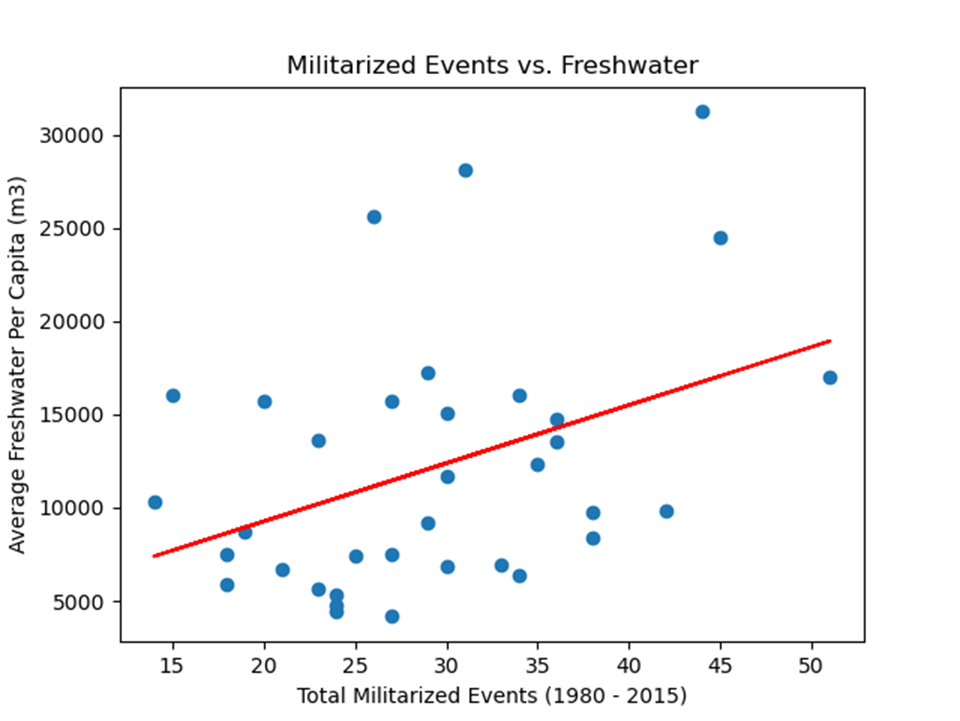 Militarized Events vs. Freshwater
30000
25000
20000
15000
10000
5000
Average Freshwater Per Capita (m3)
15 20 25 30 35 40 45 50
Total Militarized Events (1980 - 2015)